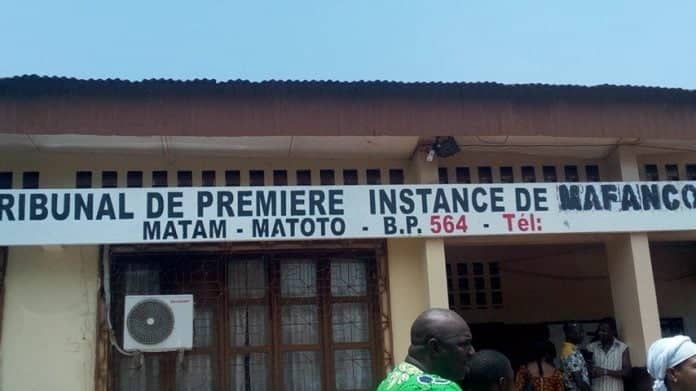 RIBUNAL DE PREMIERE INSTANCE DE MAFANCO
MATAM - MATOTO - B.P. 564 - Tél: